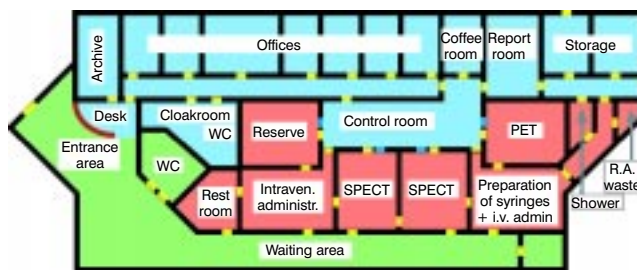 Archive
Offices
Coffee
room
Report
room
Storage
Desk
Cloakroom
WC
Reserve
Control room
PET
Entrance
area
WC
Rest
room
Intraven.
administr.
SPECT
SPECT
Preparation
of syringes
+ i.v. admin
R.A.
waste
Shower
Waiting area